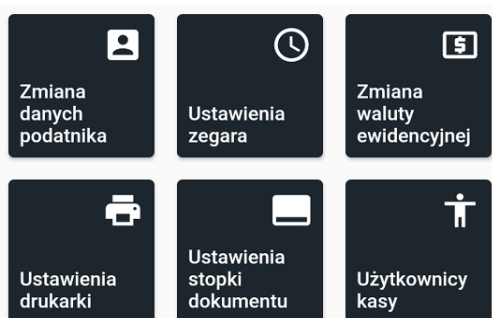 Zmiana
danych
podatnika
Ustawienia
zegara
Zmiana
waluty
ewidencyjnej
Ustawienia
drukarki
Ustawienia
stopki
dokumentu
Użytkownicy
kasy